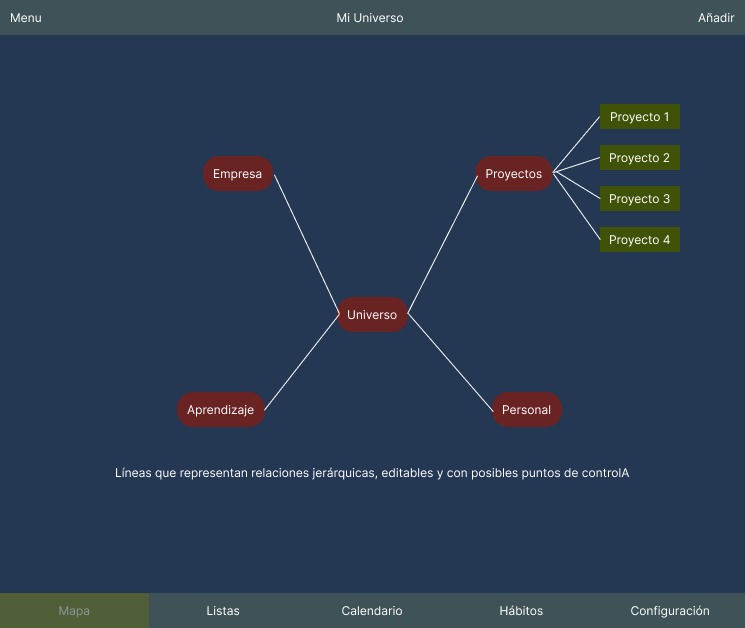 Menu
Mi Universo
Añadir
Proyecto 1
Proyecto 2
Proyecto 3
Proyecto 4
Empresa
Proyectos
Universo
Aprendizaje
Personal
Líneas que representan relaciones jerárquicas, editables y con posibles puntos de controlA
Mapa
Listas
Calendario
Hábitos
Configuración